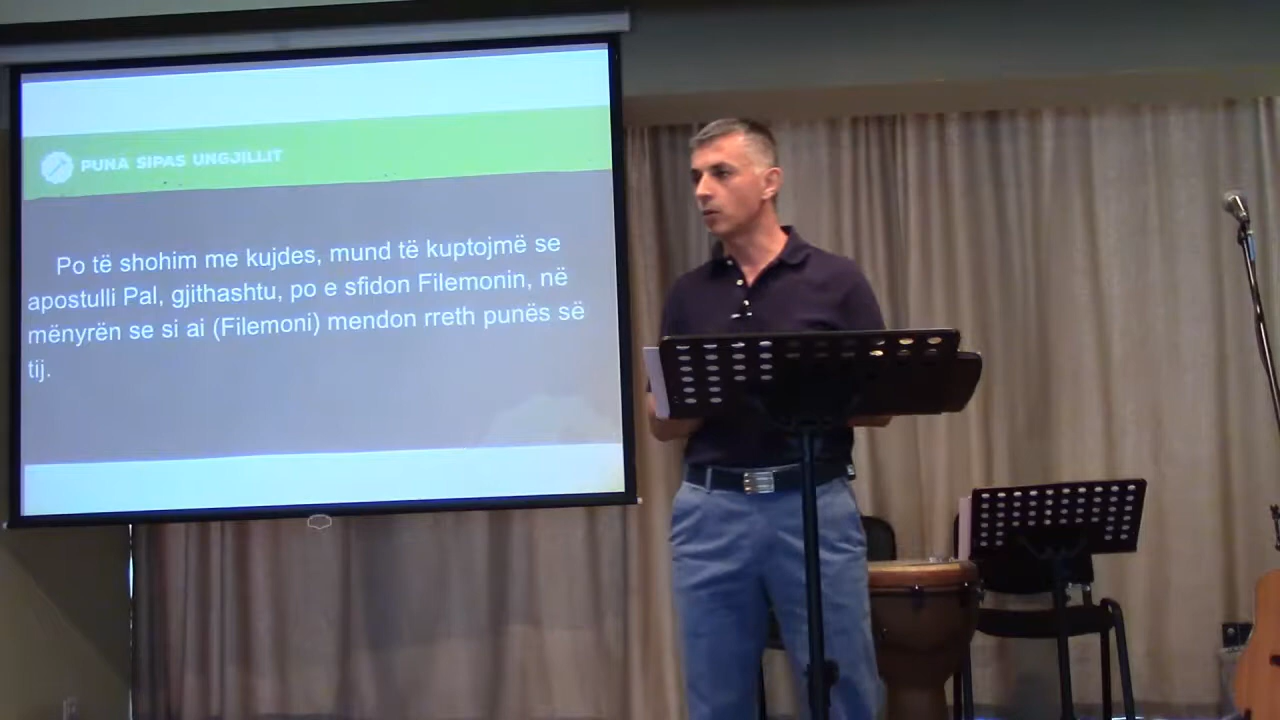 PUNA SIPAS UNGJILLIT
Po të shohim me kujdes, mund të kuptojmë se
apostulli Pal, gjithashtu, po e sfidon Filemonin, në
mënyrën se si ai (Filemoni) mendon rreth punës së
tij.